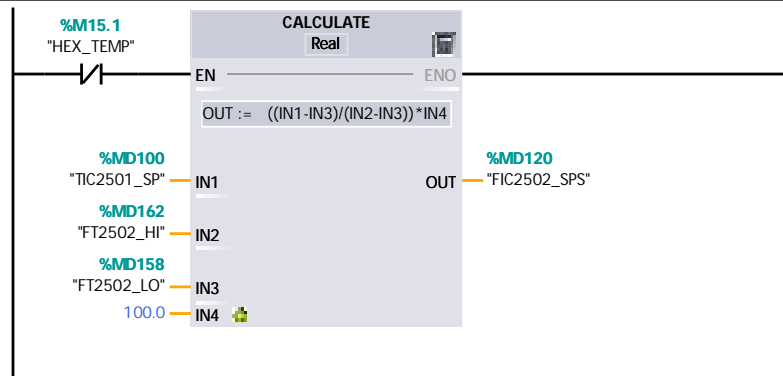 %M15.1
"HEX_TEMP"
CALCULATE
Real
EN
ENO
OUT := ((IN1-IN3)/(IN2-IN3))*IN4
%MD100
"TIC2501_SP"
IN1
%MD120
OUT
"FIC2502_SPS"
%MD162
"FT2502_HI"
IN2
%MD158
"FT2502_LO"
IN3
100.0
IN4